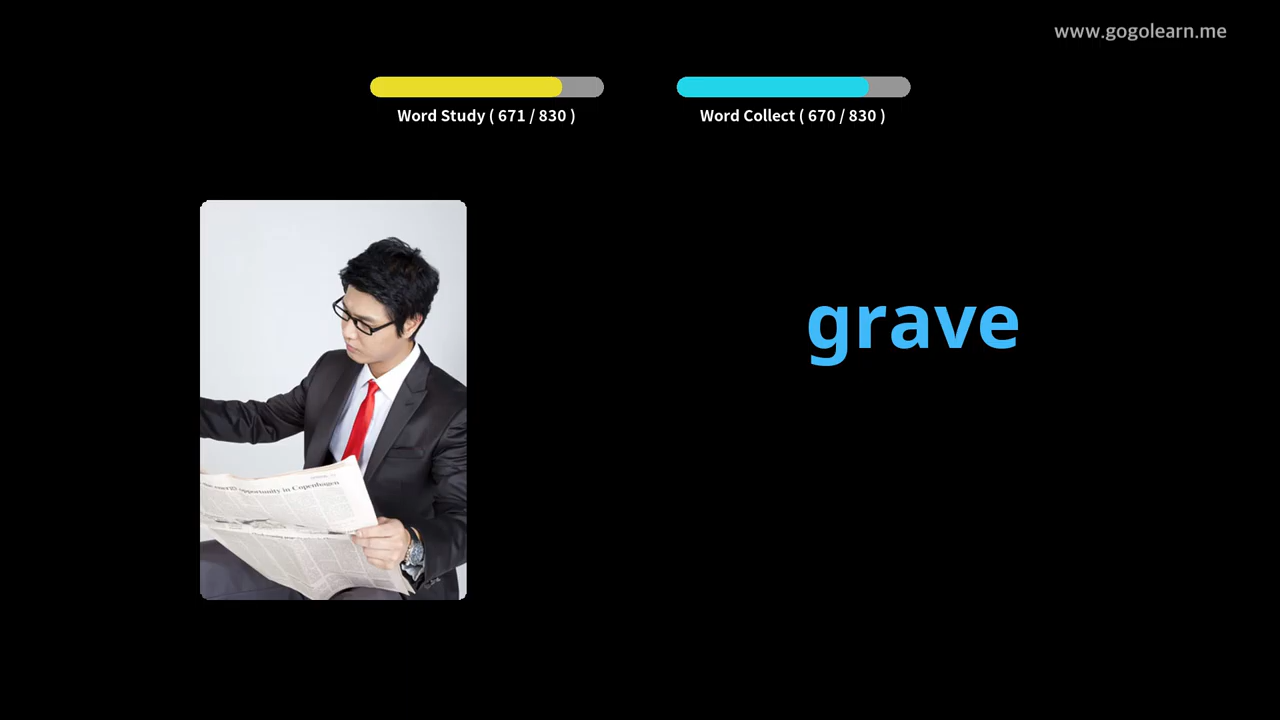 www.gogolearn.me
Word Study ( 671 / 830 )
Word Collect ( 670 / 830 )
grave
opportunity in Copenhagen